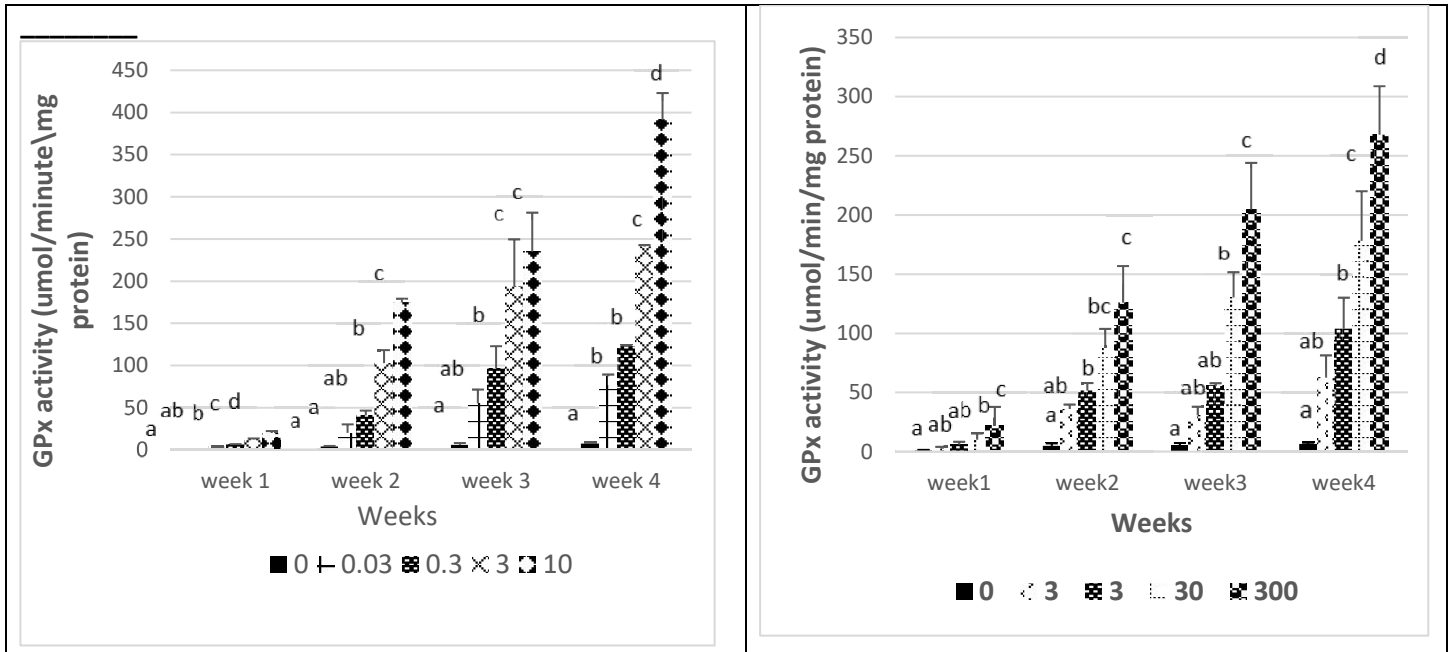 450
400
350
300
250
200
150
100
50
0
GPx activity (umol/minute\mg
protein)
a ab b c d
a a ab b c
a ab b c c
a b b c d
week 1 week 2 week 3 week 4
Weeks
0 0.03 0.3 3 10
350
300
250
200
150
100
50
0
GPx activity (umol/min/mg protein)
a ab ab b c
a ab b bc c
a ab ab b c
a ab b c d
week1 week2 week3 week4
Weeks
0 3 3 30 300